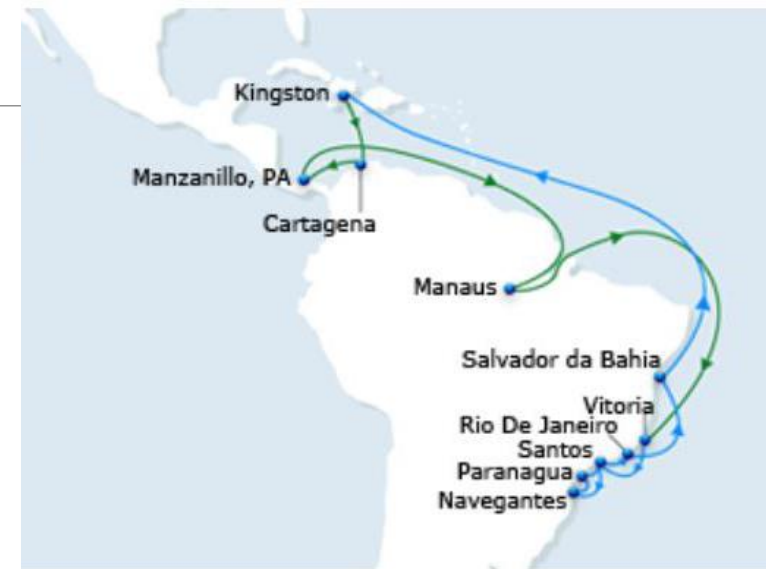 Kingston
Manzanillo, PA
Cartagena
Manaus
Salvador da Bahia
Vitoria
Rio De Janeiro
Santos
Paranagua
Navegantes